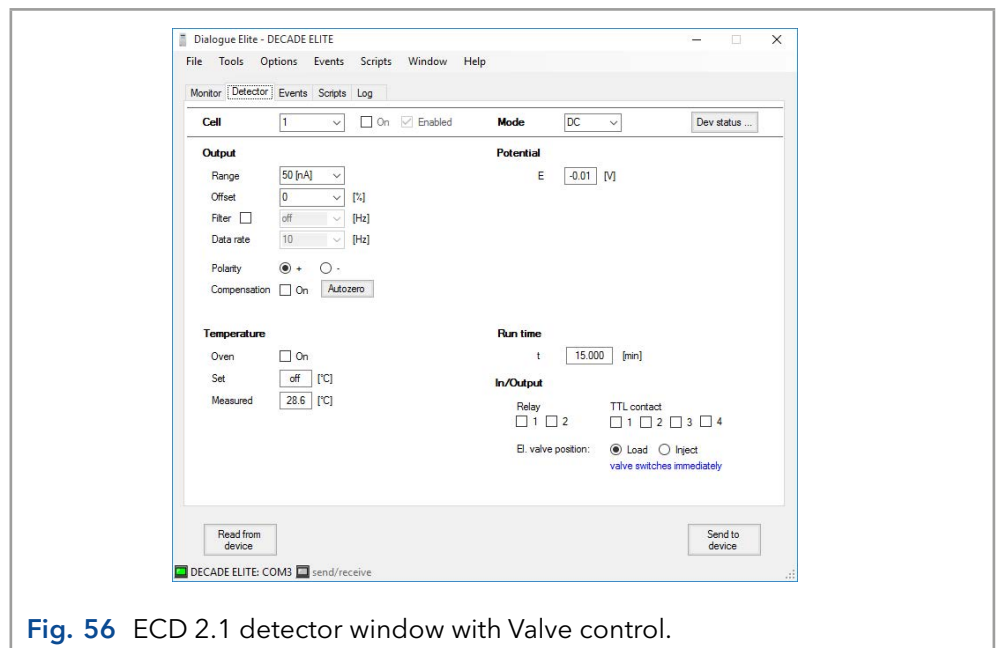 Dialogue Elite - DECADE ELITE
File Tools Options Events Scripts Window Help
Monitor Detector Events Scripts Log
Cell 1 On Enabled Mode DC Dev status ...
Output Potential
Range 50 [nA] E -0.01 [V]
Offset 0 [%]
Filter off [Hz]
Data rate 10 [Hz]
Polarity + -
Compensation On Autozero
Temperature Run time
Oven On t 15.000 [min]
Set off [°C] In/Output
Measured 28.6 [°C]
Relay TTL contact
1 2 1 2 3 4
El. valve position: Load Inject
valve switches immediately
Read from
device
Send to
device
DECADE ELITE: COM3 send/receive
Fig. 56 ECD 2.1 detector window with Valve control.